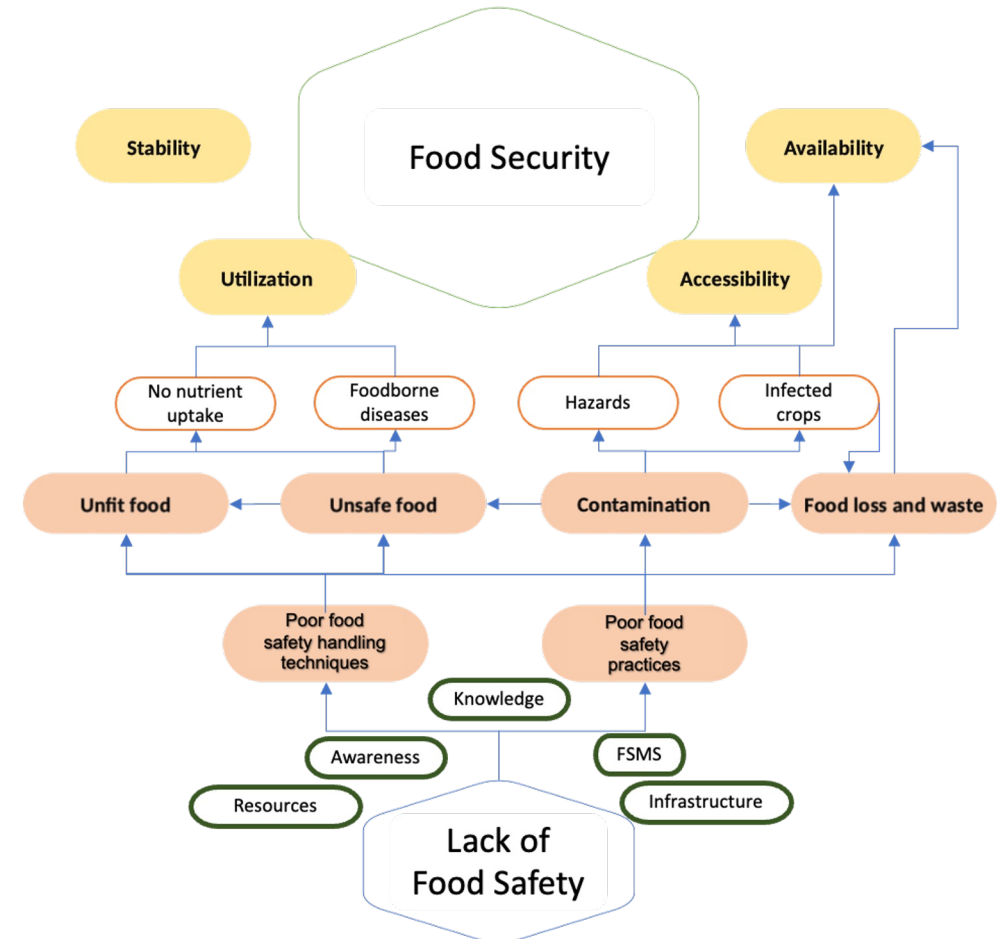 Food Security
Stability
Availability
Utilization
Accessibility
No nutrient
uptake
Foodborne
diseases
Hazards
Infected
crops
Unfit food
Unsafe food
Contamination
Food loss and waste
Poor food
safety handling
techniques
Poor food
safety
practices
Knowledge
Awareness
FSMS
Resources
Infrastructure
Lack of
Food Safety